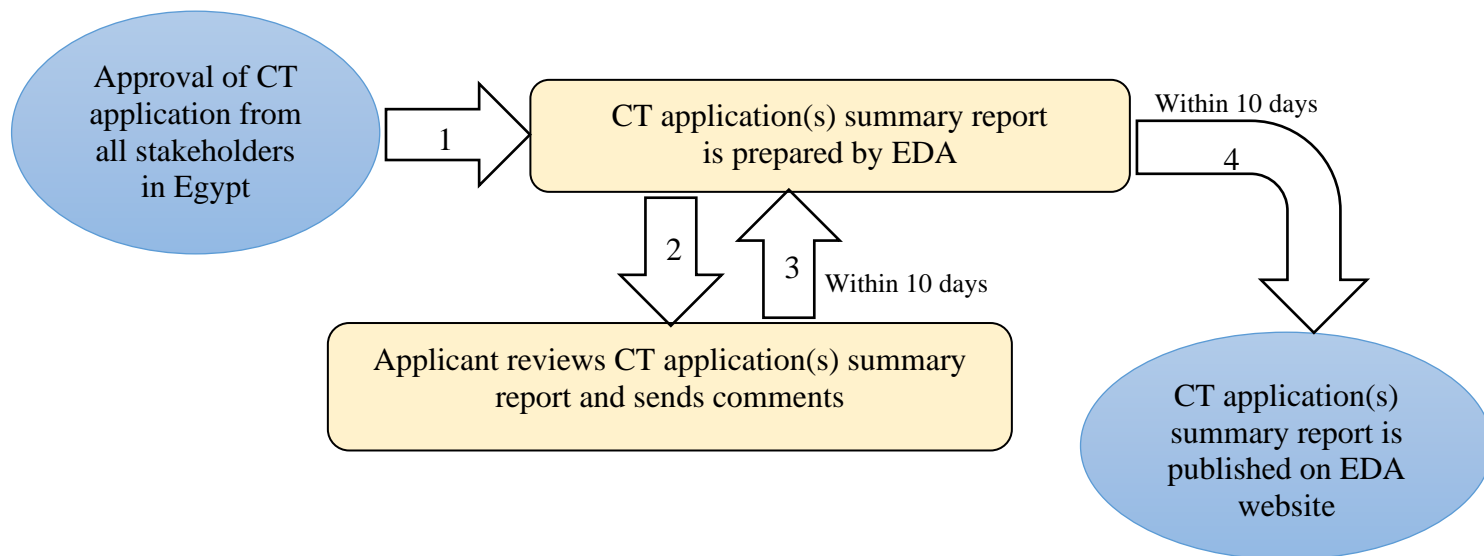 Approval of CT
application from
all stakeholders
in Egypt
1
CT application(s) summary report
is prepared by EDA
Within 10 days
4
2
3
Within 10 days
Applicant reviews CT application(s) summary
report and sends comments
CT application(s)
summary report is
published on EDA
website